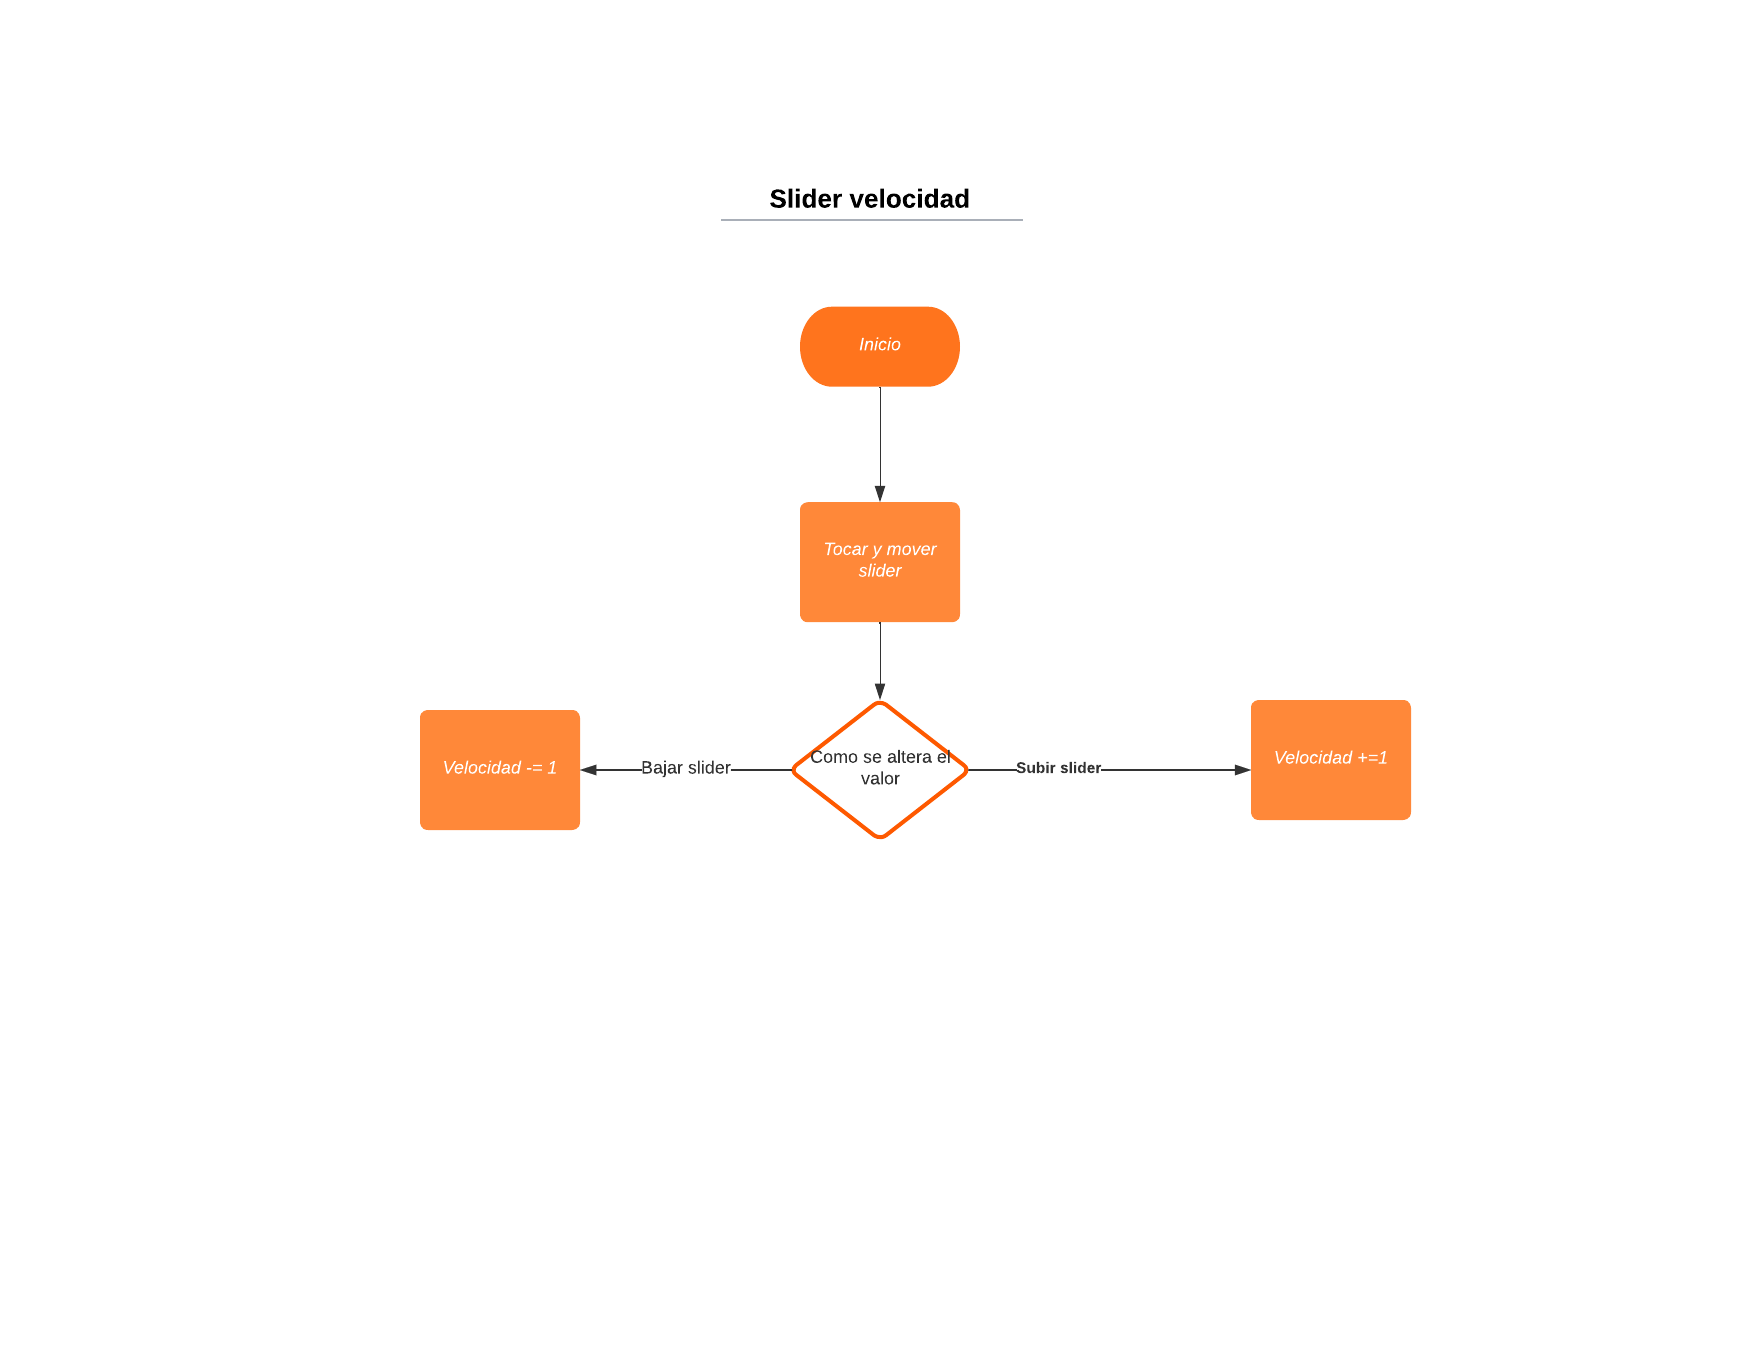 Slider velocidad
Inicio
Tocar y mover
slider
Velocidad -= 1
Bajar slider
Como se altera el
valor
Subir slider
Velocidad +=1